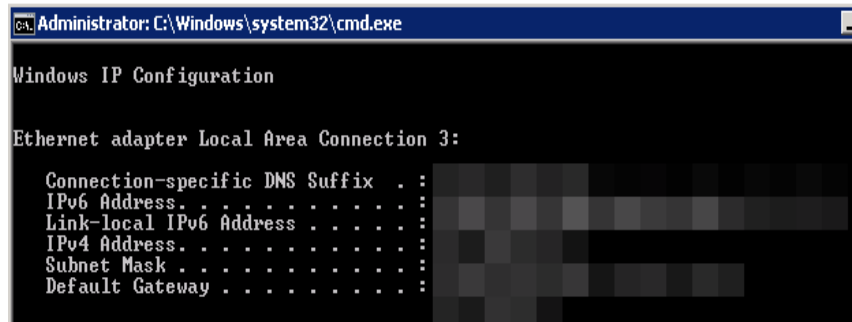 Administrator: C:\Windows\system32\cmd.exe
Windows IP Configuration
Ethernet adapter Local Area Connection 3:
Connection-specific DNS Suffix . :
IPv6 Address. . . . . . . . . . . :
Link-local IPv6 Address . . . . . :
IPv4 Address. . . . . . . . . . . :
Subnet Mask . . . . . . . . . . . :
Default Gateway . . . . . . . . . :